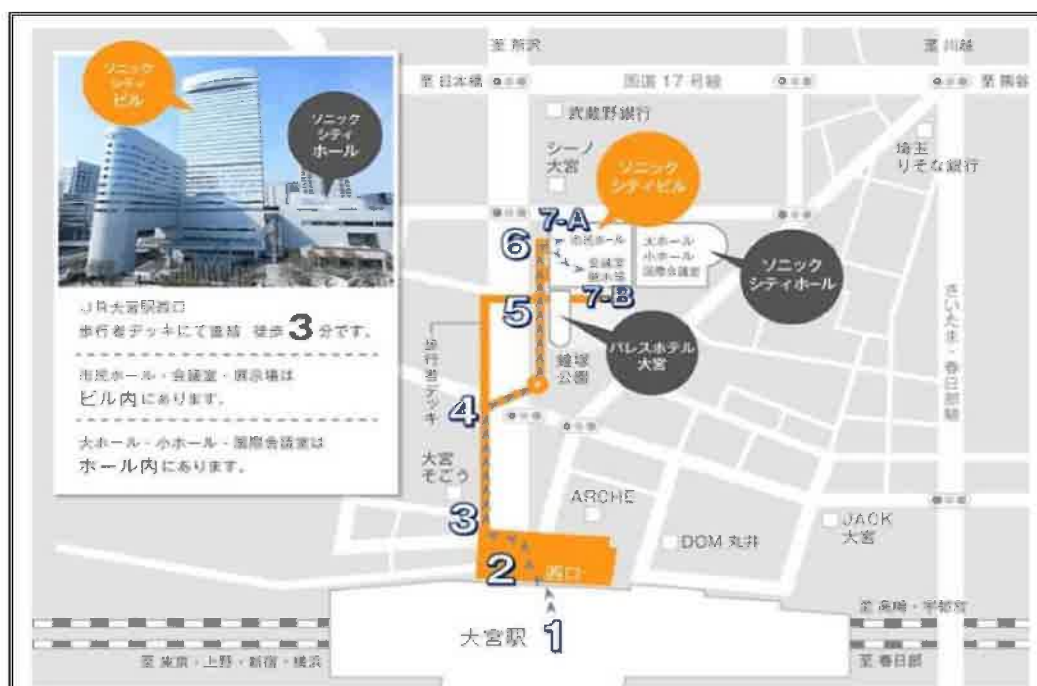 ソニック
シティ
ビル
ソニック
シティ
ホール
JR大宮駅西口
歩行者デッキにて直結 徒歩3分です。
市民ホール・会議室・展示場は
ビル内にあります。
大ホール・小ホール・国際会議室は
ホール内にあります。
至 所沢
至 川越
至 日本橋
国道 17 号線
至 熊谷
武蔵野銀行
シーノ
大宮
埼玉
りそな銀行
ソニック
シティビル
7-A
6
市民ホール
会議室
展示場
大ホール
小ホール
国際会議室
ソニック
シティホール
7-B
5
パレスホテル
大宮
さいたま・春日部線
歩行者デッキ
鐘塚
公園
4
大宮
そごう
3
ARCHE
DOM 丸井
JACK
大宮
2
西口
1
大宮駅
至 高崎・宇都宮
至 東京・上野・新宿・横浜
至 春日部